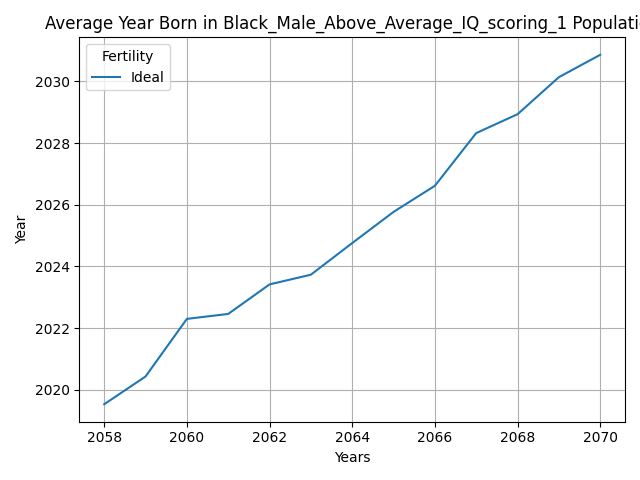 Average Year Born in Black_Male_Above_Average_IQ_scoring_1 Populati
Fertility
Ideal
2030
2028
2026
2024
2022
2020
Year
2058 2060 2062 2064 2066 2068 2070
Years